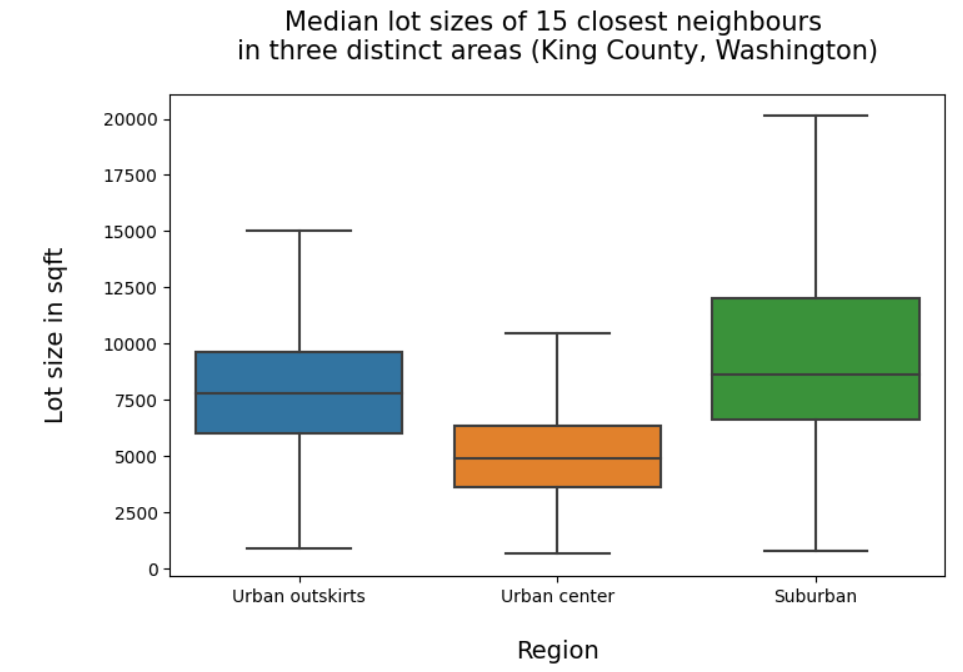 Median lot sizes of 15 closest neighbours
in three distinct areas (King County, Washington)
20000
17500
15000
12500
10000
7500
5000
2500
0
Lot size in sqft
Urban outskirts
Urban center
Suburban
Region